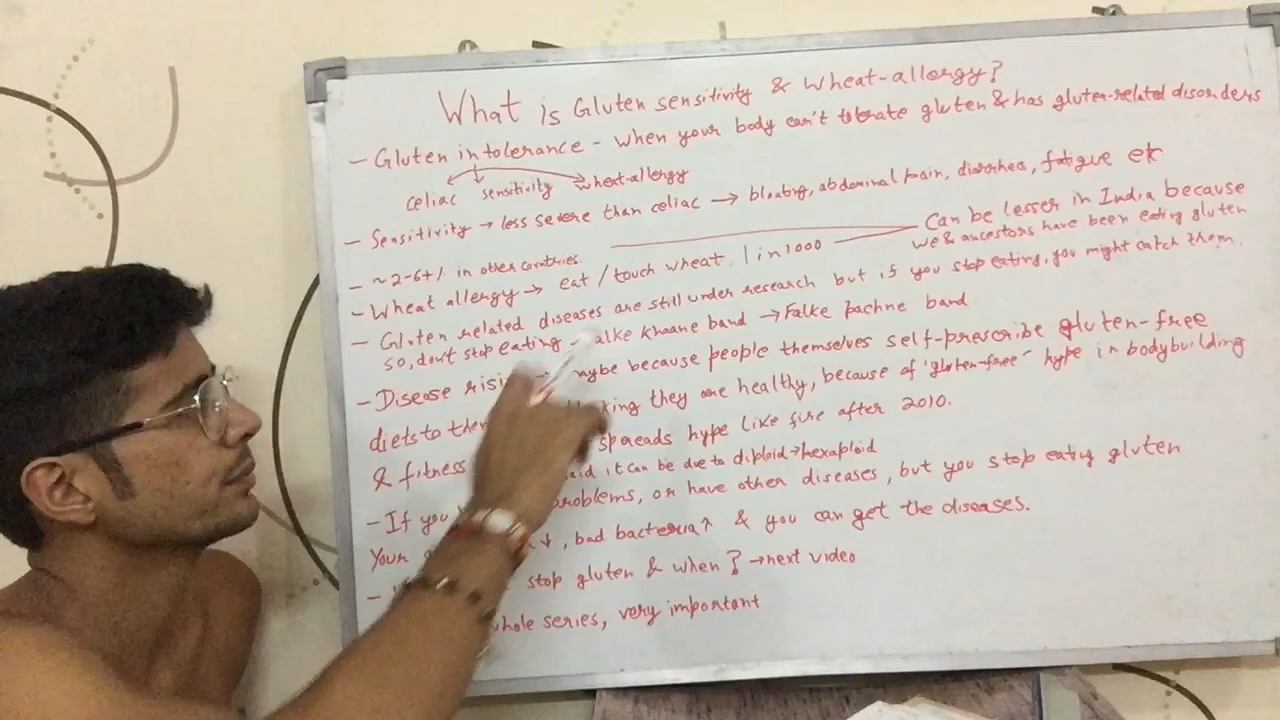 What is Gluten sensitivity & Wheat-allergy?
- Gluten intolerance - when your body can't tolerate gluten & has gluten-related disorders
celiac sensitivity wheat-allergy
- Sensitivity → less severe than celiac → bloating, abdominal pain, diarrhea, fatigue etc
- ~2-6+% in other countries. Can be lesser in India because
we & ancestors have been eating gluten
- Wheat allergy → eat / touch wheat 1 in 1000
- Gluten related diseases are still under research but if you stop eating, you might catch them.
so, don't stop eating - alke khaane band → Falke pachne band
- Disease risi aybe because people themselves self-prescribe gluten-free
diets to the king they are healthy, because of "gluten-free" hype in bodybuilding
& fitness spreads hype like fire after 2010.
aid it can be due to diploid → hexaploid
- If you roblems, or have other diseases, but you stop eating gluten
Your ↓, bad bacteria↑ & you can get the diseases.
- stop gluten & when? → next video
whole series, very important